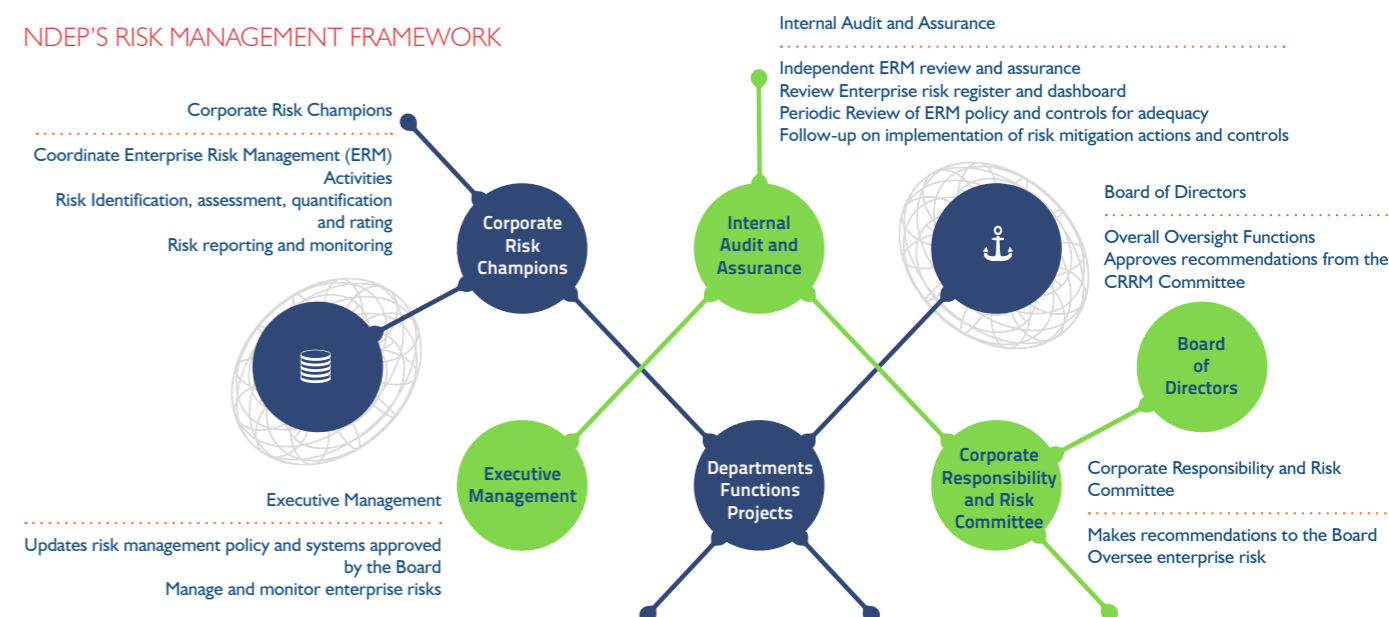 NDEP'S RISK MANAGEMENT FRAMEWORK
Internal Audit and Assurance
Independent ERM review and assurance
Review Enterprise risk register and dashboard
Periodic Review of ERM policy and controls for adequacy
Follow-up on implementation of risk mitigation actions and controls
Corporate Risk Champions
Coordinate Enterprise Risk Management (ERM)
Activities
Risk Identification, assessment, quantification
and rating
Risk reporting and monitoring
Corporate
Risk
Champions
Internal
Audit and
Assurance
Board of Directors
Overall Oversight Functions
Approves recommendations from the
CRRM Committee
Board
of
Directors
Executive
Management
Departments
Functions
Projects
Corporate
Responsibility
and Risk
Committee
Executive Management
Updates risk management policy and systems approved
by the Board
Manage and monitor enterprise risks
Corporate Responsibility and Risk
Committee
Makes recommendations to the Board
Oversee enterprise risk